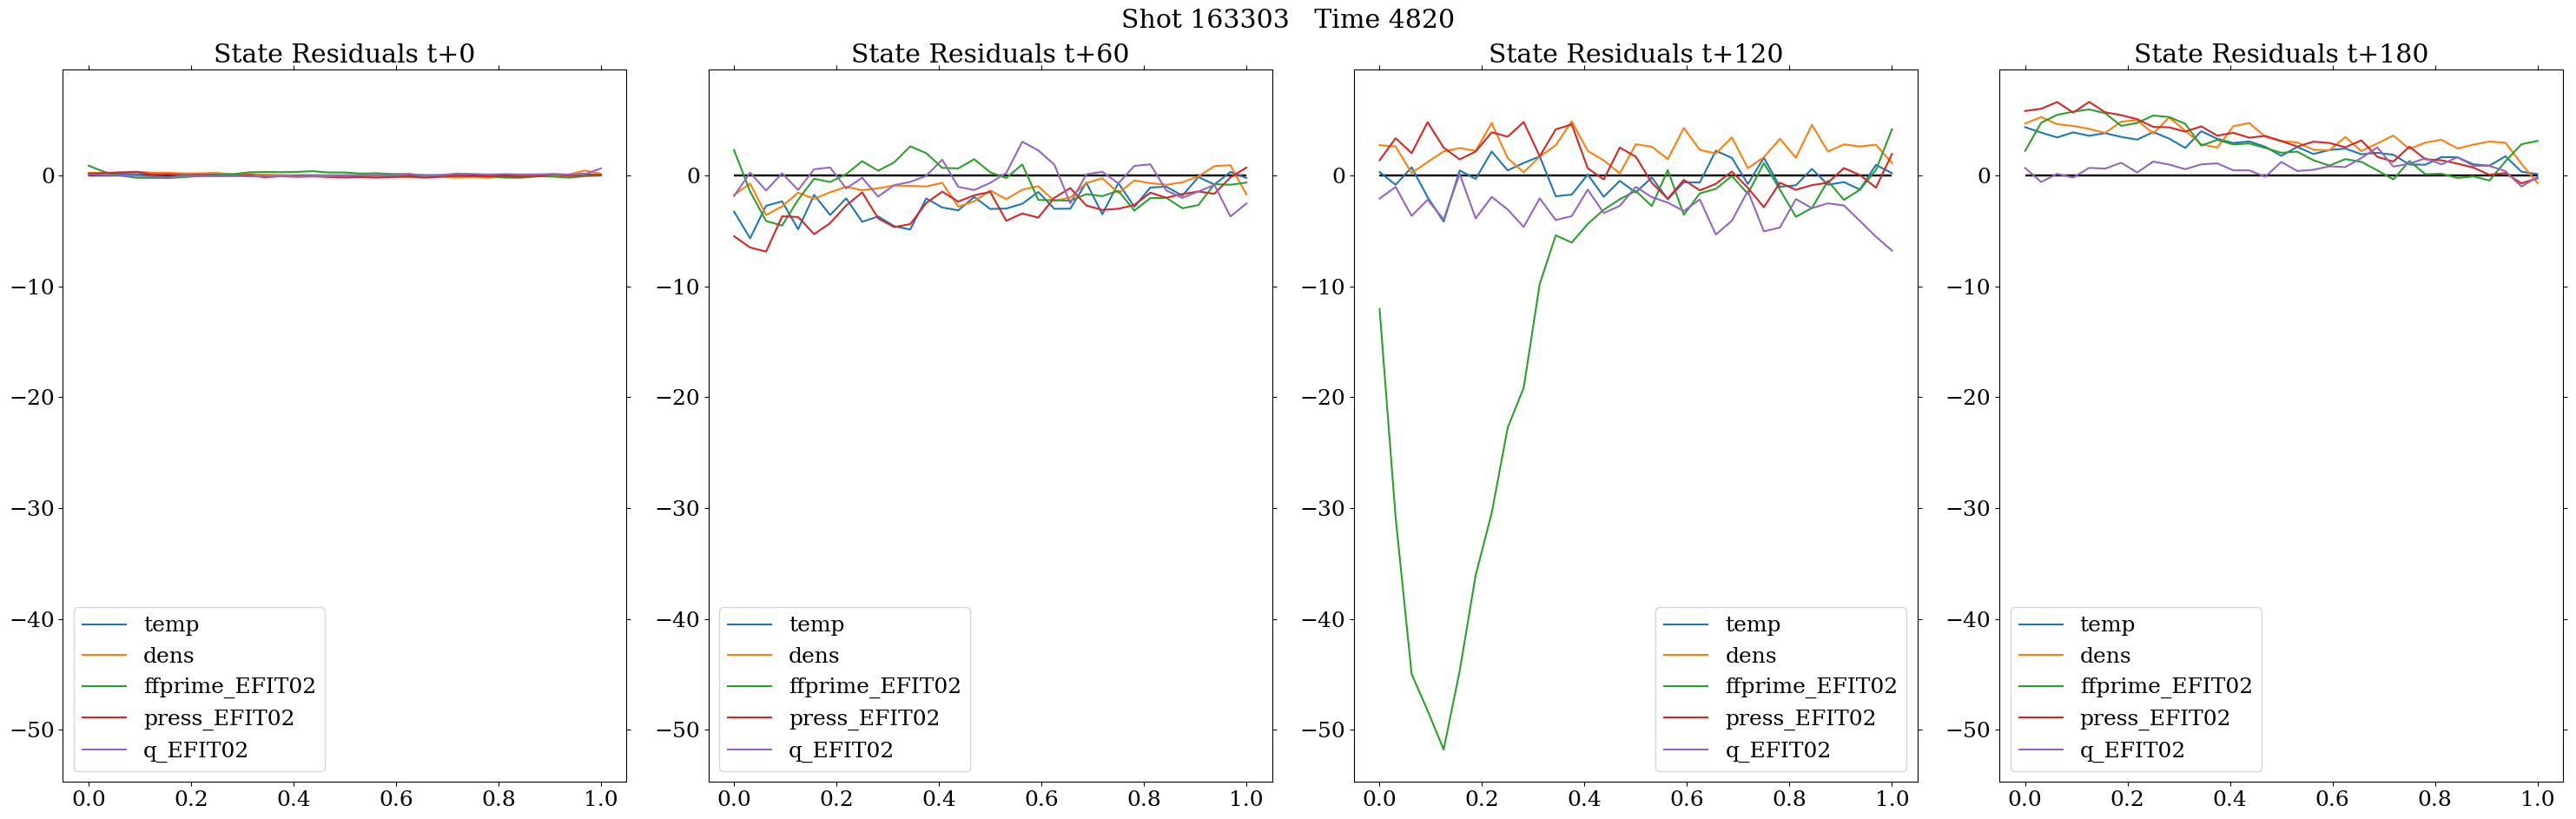 Shot 163303   Time 4820
State Residuals t+0
0
−10
−20
−30
−40
−50
temp
dens
ffprime_EFIT02
press_EFIT02
q_EFIT02
0.0 0.2 0.4 0.6 0.8 1.0
State Residuals t+60
0
−10
−20
−30
−40
−50
temp
dens
ffprime_EFIT02
press_EFIT02
q_EFIT02
0.0 0.2 0.4 0.6 0.8 1.0
State Residuals t+120
0
−10
−20
−30
−40
−50
temp
dens
ffprime_EFIT02
press_EFIT02
q_EFIT02
0.0 0.2 0.4 0.6 0.8 1.0
State Residuals t+180
0
−10
−20
−30
−40
−50
temp
dens
ffprime_EFIT02
press_EFIT02
q_EFIT02
0.0 0.2 0.4 0.6 0.8 1.0